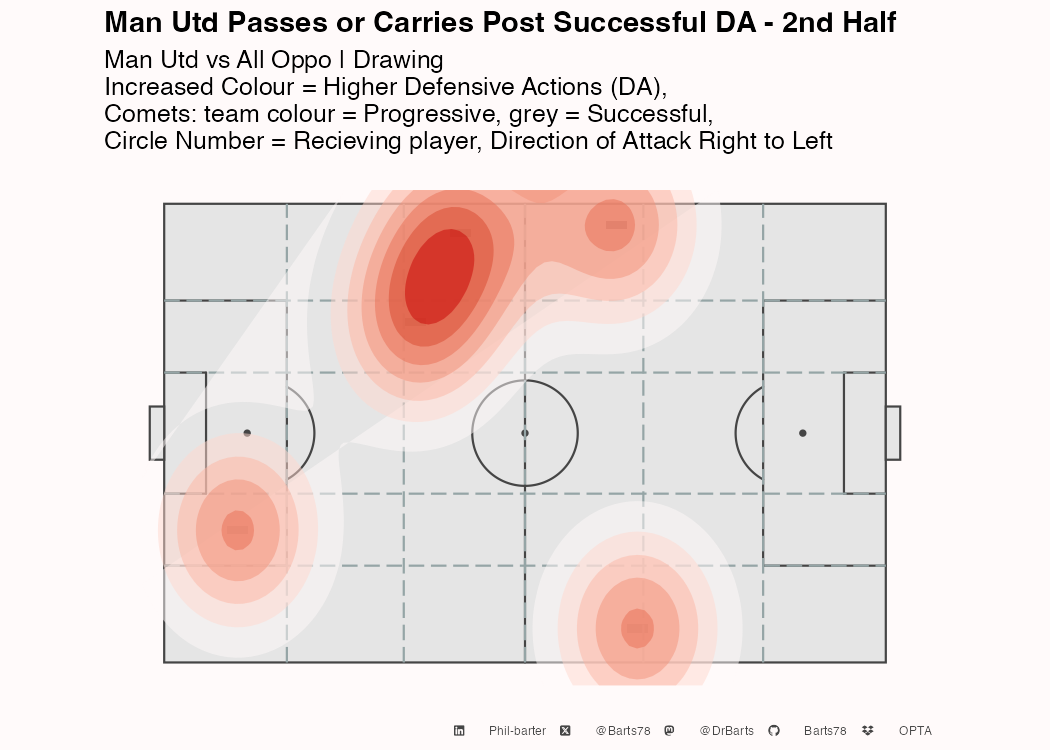 Man Utd Passes or Carries Post Successful DA - 2nd Half
Man Utd vs All Oppo | Drawing
Increased Colour = Higher Defensive Actions (DA),
Comets: team colour = Progressive, grey = Successful,
Circle Number = Recieving player, Direction of Attack Right to Left
Phil-barter @Barts78 @DrBarts Barts78 OPTA